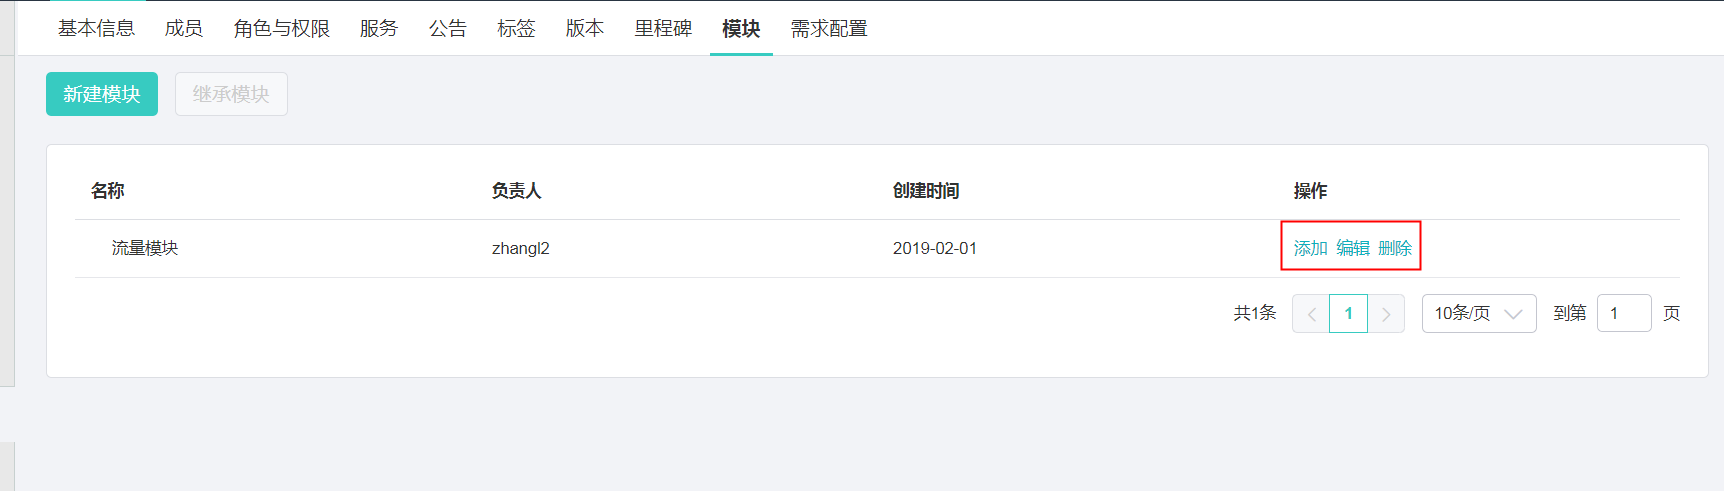 基本信息 成员 角色与权限 服务 公告 标签 版本 里程碑 模块 需求配置
新建模块 继承模块
名称 负责人 创建时间 操作
流量模块 zhangl2 2019-02-01 添加 编辑 删除
共1条 1 10条/页 到第 1 页